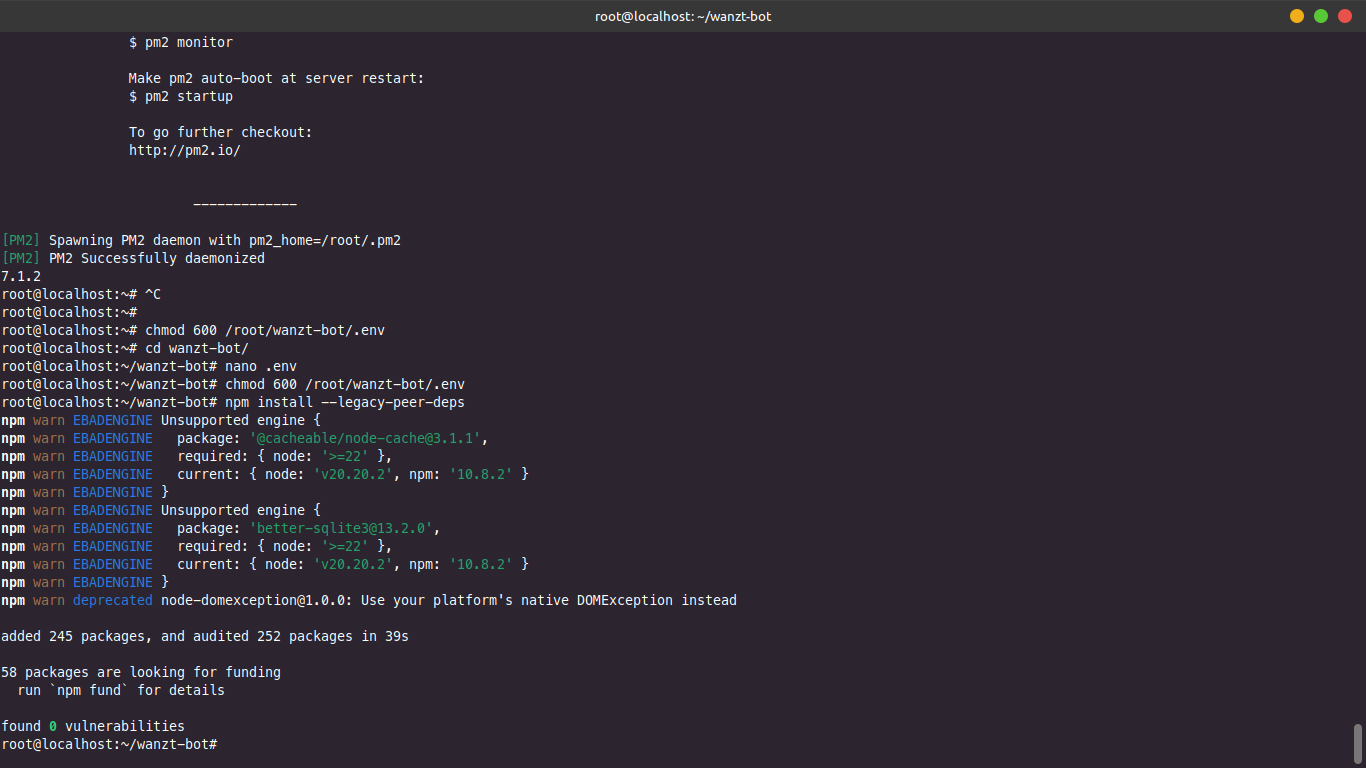 root@localhost: ~/wanzt-bot
$ pm2 monitor
Make pm2 auto-boot at server restart:
$ pm2 startup
To go further checkout:
http://pm2.io/
-------------
[PM2] Spawning PM2 daemon with pm2_home=/root/.pm2
[PM2] PM2 Successfully daemonized
7.1.2
root@localhost:~# ^C
root@localhost:~#
root@localhost:~# chmod 600 /root/wanzt-bot/.env
root@localhost:~# cd wanzt-bot/
root@localhost:~/wanzt-bot# nano .env
root@localhost:~/wanzt-bot# chmod 600 /root/wanzt-bot/.env
root@localhost:~/wanzt-bot# npm install --legacy-peer-deps
npm warn EBADENGINE Unsupported engine {
npm warn EBADENGINE   package: '@cacheable/node-cache@3.1.1',
npm warn EBADENGINE   required: { node: '>=22' },
npm warn EBADENGINE   current: { node: 'v20.20.2', npm: '10.8.2' }
npm warn EBADENGINE }
npm warn EBADENGINE Unsupported engine {
npm warn EBADENGINE   package: 'better-sqlite3@13.2.0',
npm warn EBADENGINE   required: { node: '>=22' },
npm warn EBADENGINE   current: { node: 'v20.20.2', npm: '10.8.2' }
npm warn EBADENGINE }
npm warn deprecated node-domexception@1.0.0: Use your platform's native DOMException instead
added 245 packages, and audited 252 packages in 39s
58 packages are looking for funding
  run `npm fund` for details
found 0 vulnerabilities
root@localhost:~/wanzt-bot#